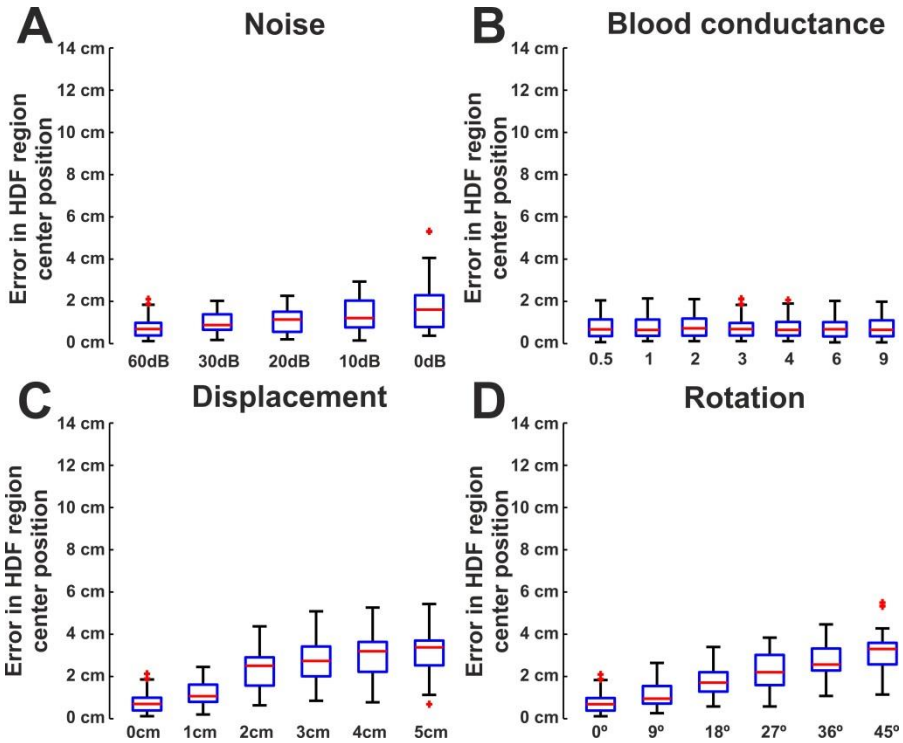 A
Noise
Error in HDF region
center position
14 cm
12 cm
10 cm
8 cm
6 cm
4 cm
2 cm
0 cm
60dB
30dB
20dB
10dB
0dB
B
Blood conductance
Error in HDF region
center position
14 cm
12 cm
10 cm
8 cm
6 cm
4 cm
2 cm
0 cm
0.5
1
2
3
4
6
9
C
Displacement
Error in HDF region
center position
14 cm
12 cm
10 cm
8 cm
6 cm
4 cm
2 cm
0 cm
0cm
1cm
2cm
3cm
4cm
5cm
D
Rotation
Error in HDF region
center position
14 cm
12 cm
10 cm
8 cm
6 cm
4 cm
2 cm
0 cm
0º
9º
18º
27º
36º
45º